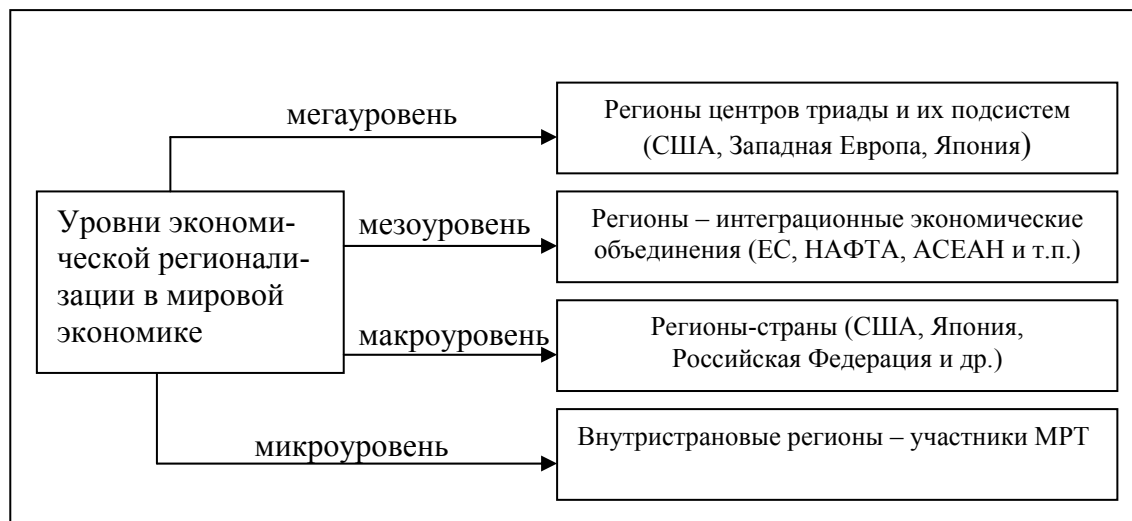 мегауровень
Регионы центров триады и их подсистем
(США, Западная Европа, Япония)
Уровни экономи-
ческой регионали-
зации в мировой
экономике
мезоуровень
Регионы – интеграционные экономические
объединения (ЕС, НАФТА, АСЕАН и т.п.)
макроуровень
Регионы-страны (США, Япония,
Российская Федерация и др.)
микроуровень
Внутристрановые регионы – участники МРТ